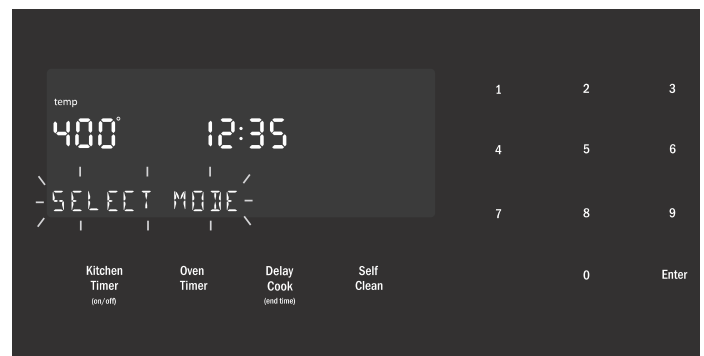 temp
400° 12:35
SELECT MODE
1 2 3
4 5 6
7 8 9
0 Enter
Kitchen Timer (on/off)
Oven Timer
Delay Cook (end time)
Self Clean